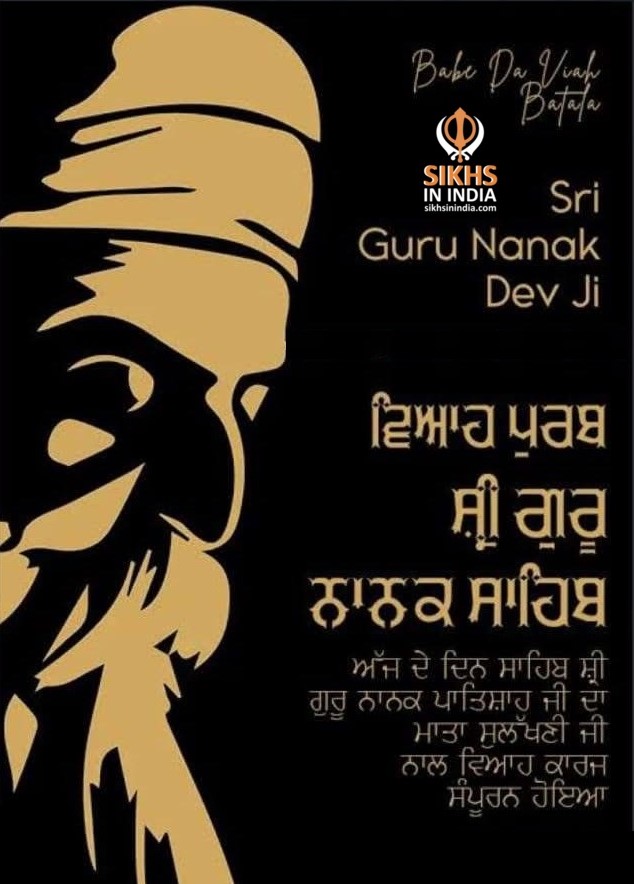 Babe Da Viah
Batala
SIKHS
IN INDIA
sikhsinindia.com
Sri
Guru Nanak
Dev Ji
ਵਿਆਹ ਪੁਰਬ
ਸ਼੍ਰੀ ਗੁਰੂ
ਨਾਨਕ ਸਾਹਿਬ
ਅੱਜ ਦੇ ਦਿਨ ਸਾਹਿਬ ਸ਼੍ਰੀ
ਗੁਰੂ ਨਾਨਕ ਪਾਤਿਸ਼ਾਹ ਜੀ ਦਾ
ਮਾਤਾ ਸੁਲੱਖਣੀ ਜੀ
ਨਾਲ ਵਿਆਹ ਕਾਰਜ
ਸੰਪੂਰਨ ਹੋਇਆ